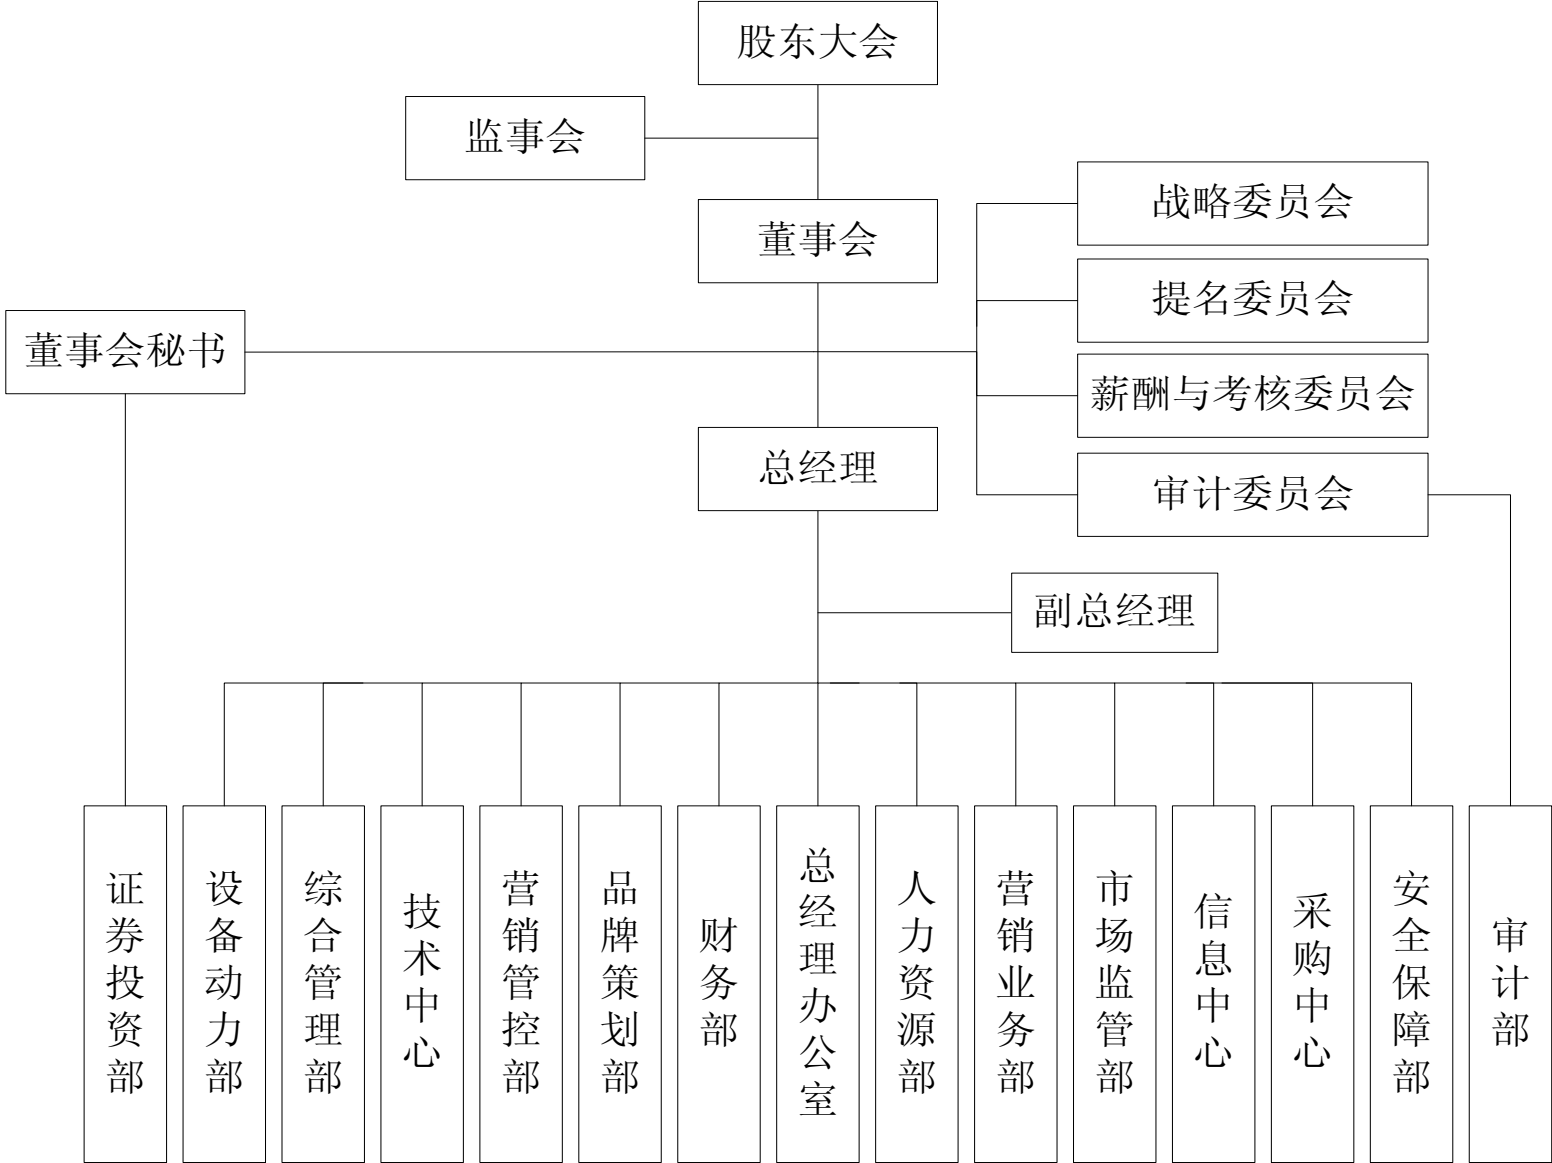 股东大会
监事会
董事会
战略委员会
提名委员会
董事会秘书
薪酬与考核委员会
总经理
审计委员会
副总经理
证券投资部
设备动力部
综合管理部
技术中心
营销管控部
品牌策划部
财务部
总经理办公室
人力资源部
营销业务部
市场监管部
信息中心
采购中心
安全保障部
审计部